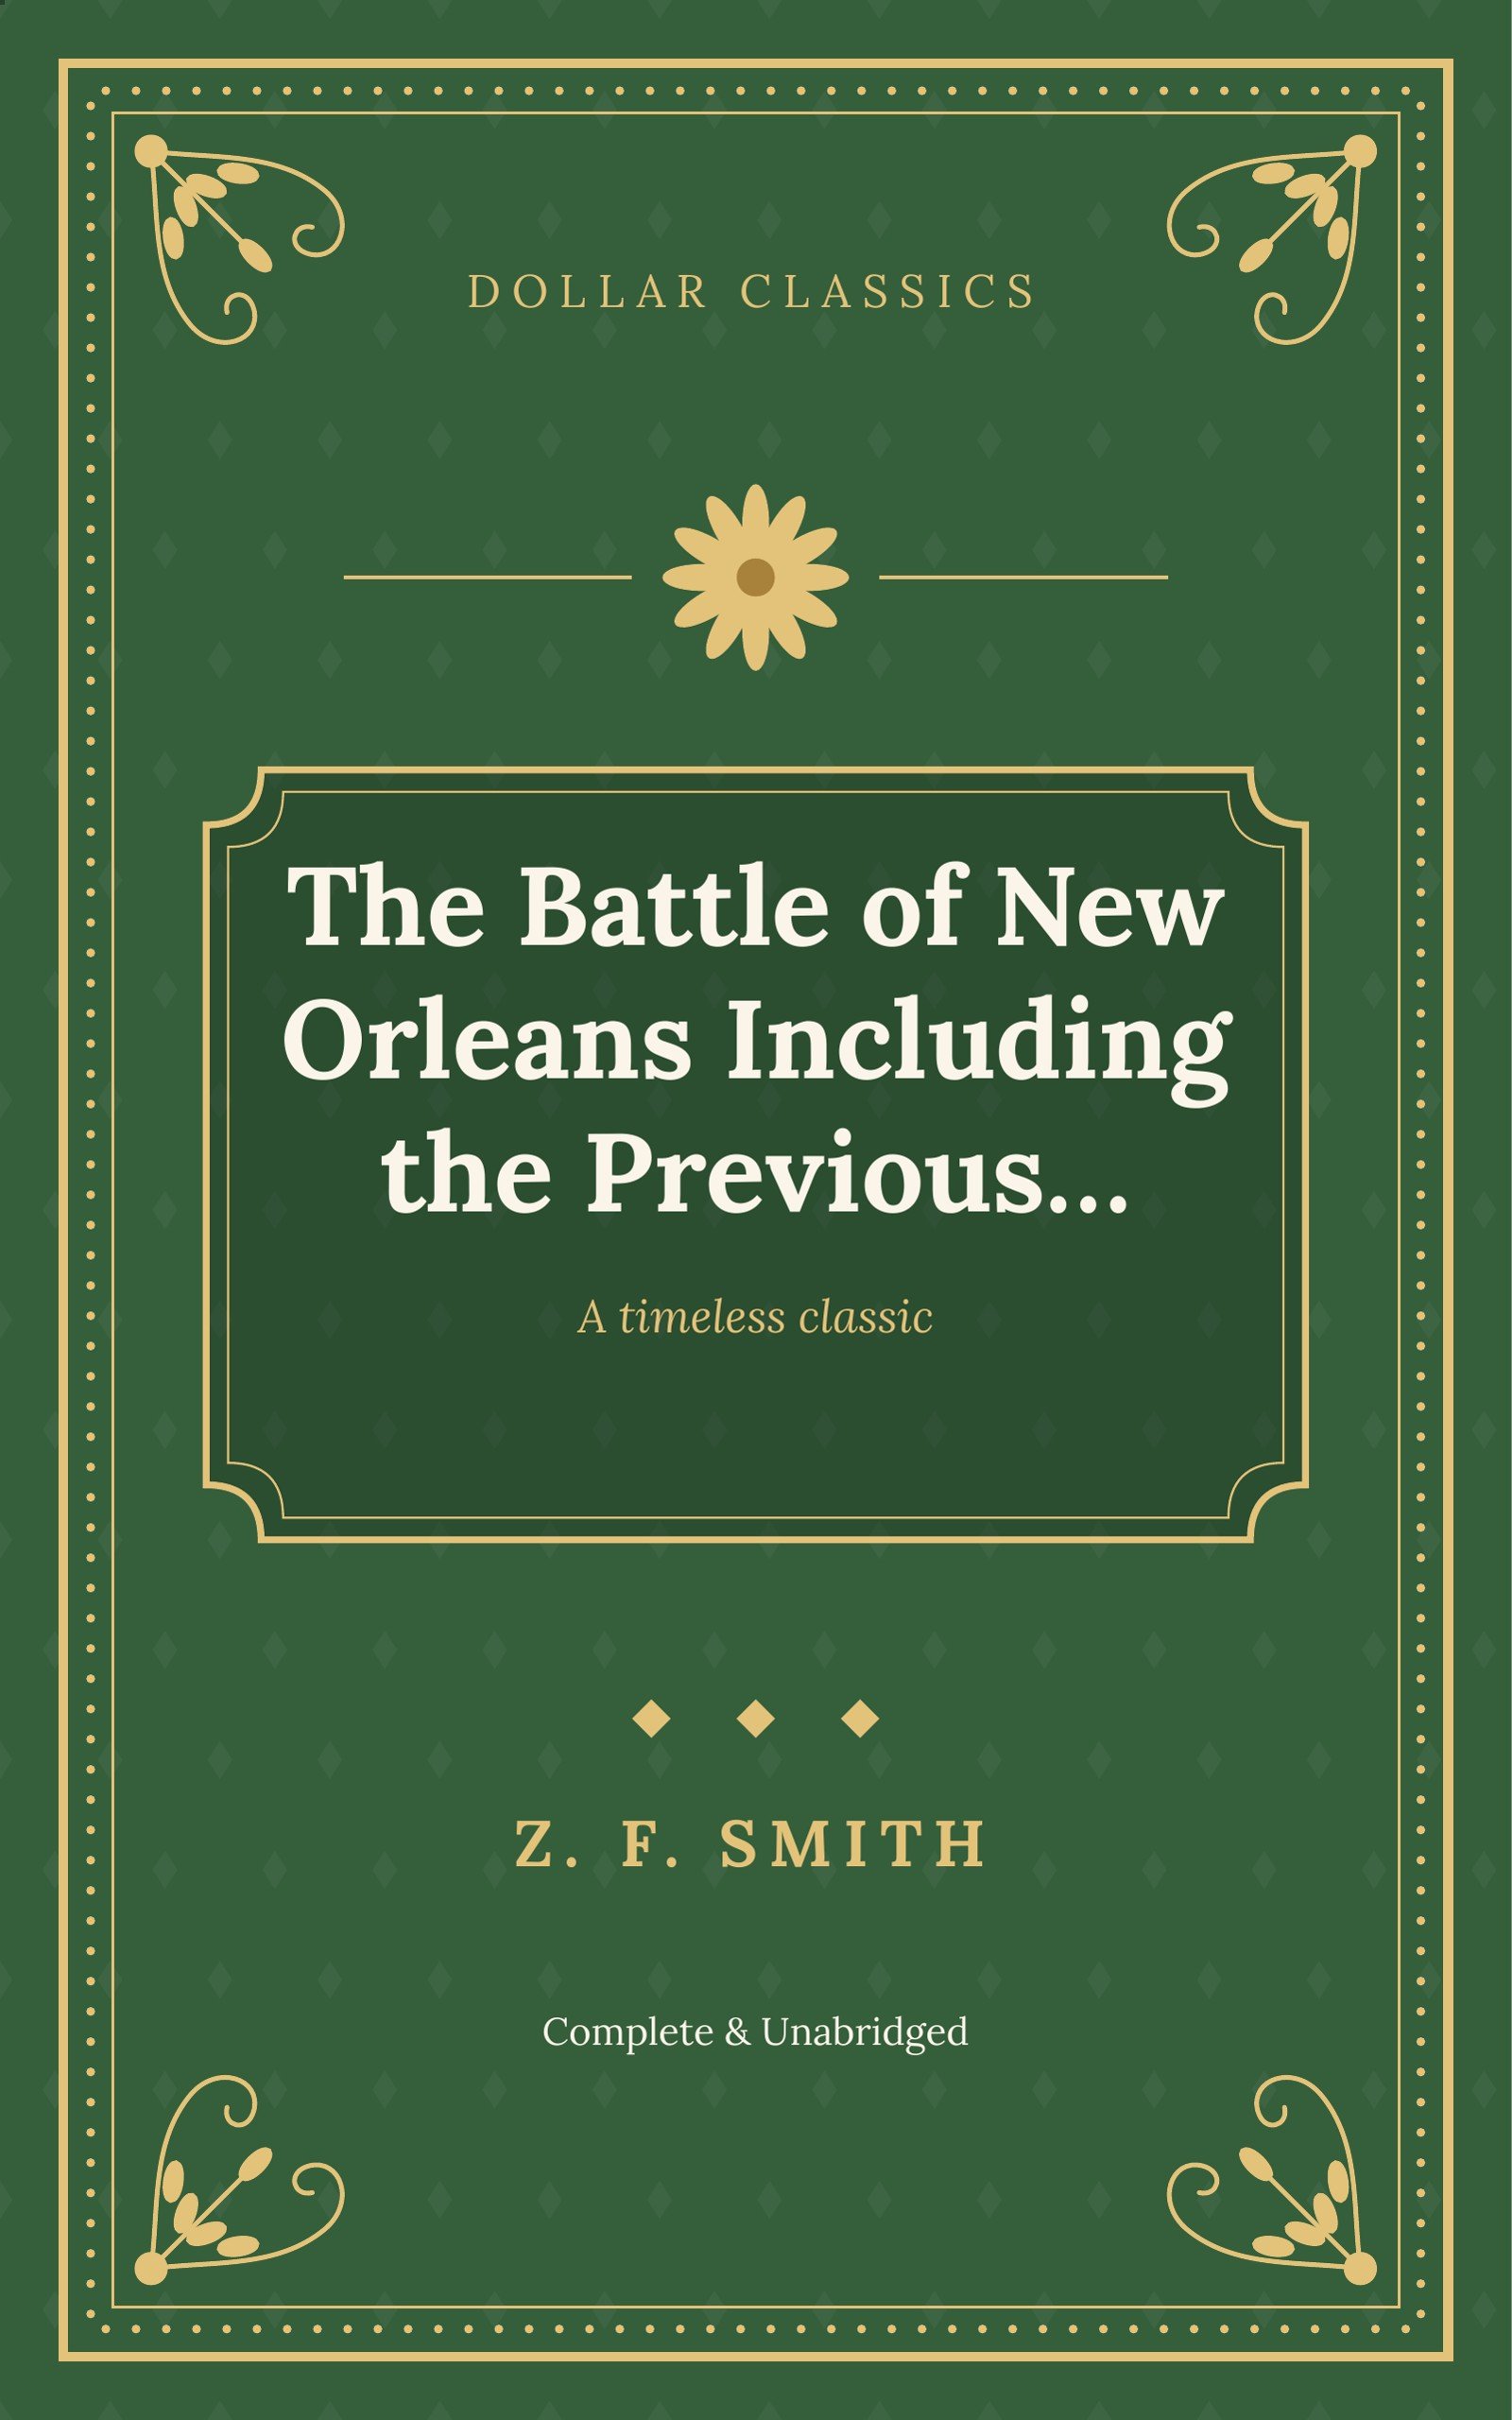 DOLLAR CLASSICS
The Battle of New
Orleans Including
the Previous...
A timeless classic
Z. F. SMITH
Complete & Unabridged